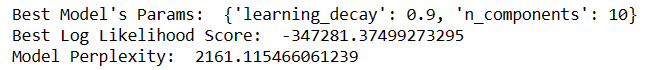 Best Model's Params:  {'learning_decay': 0.9, 'n_components': 10}
Best Log Likelihood Score:  -347281.37499273295
Model Perplexity:  2161.115466061239